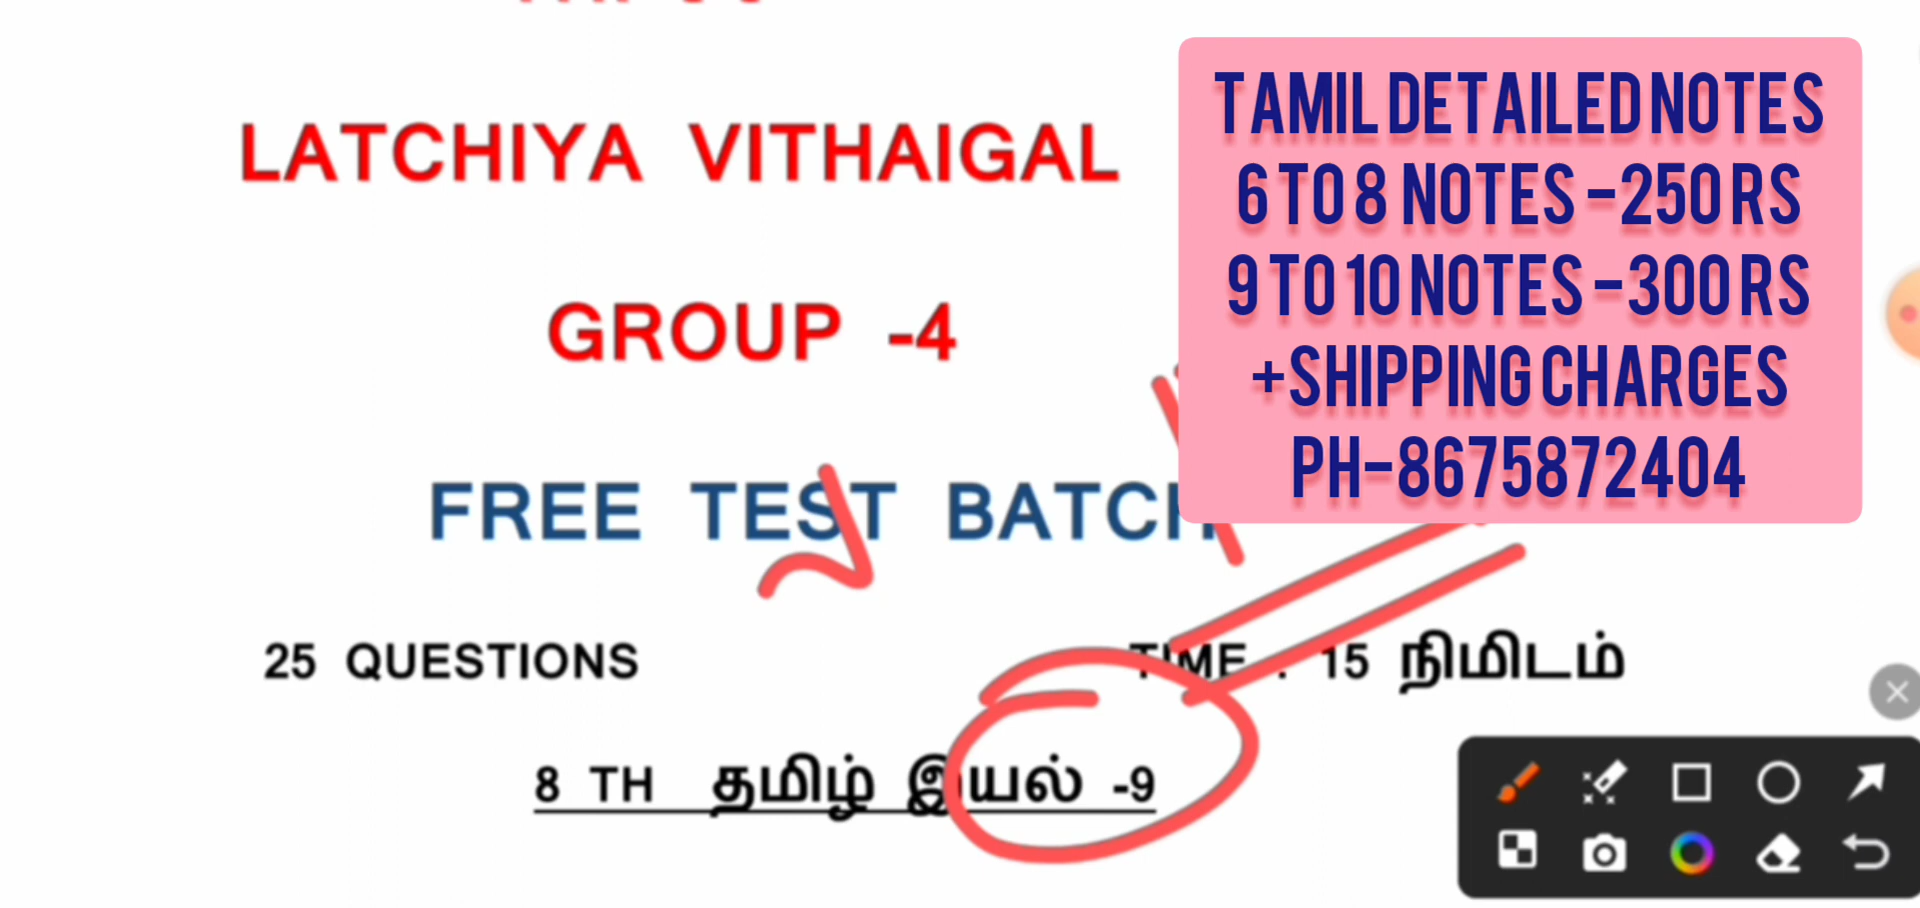 LATCHIYA VITHAIGAL
GROUP -4
FREE TEST BATCH
25 QUESTIONS
TIME : 15 நிமிடம்
8 TH தமிழ் இயல் -9
TAMIL DETAILED NOTES
6 TO 8 NOTES -250 RS
9 TO 10 NOTES -300 RS
+SHIPPING CHARGES
PH-8675872404